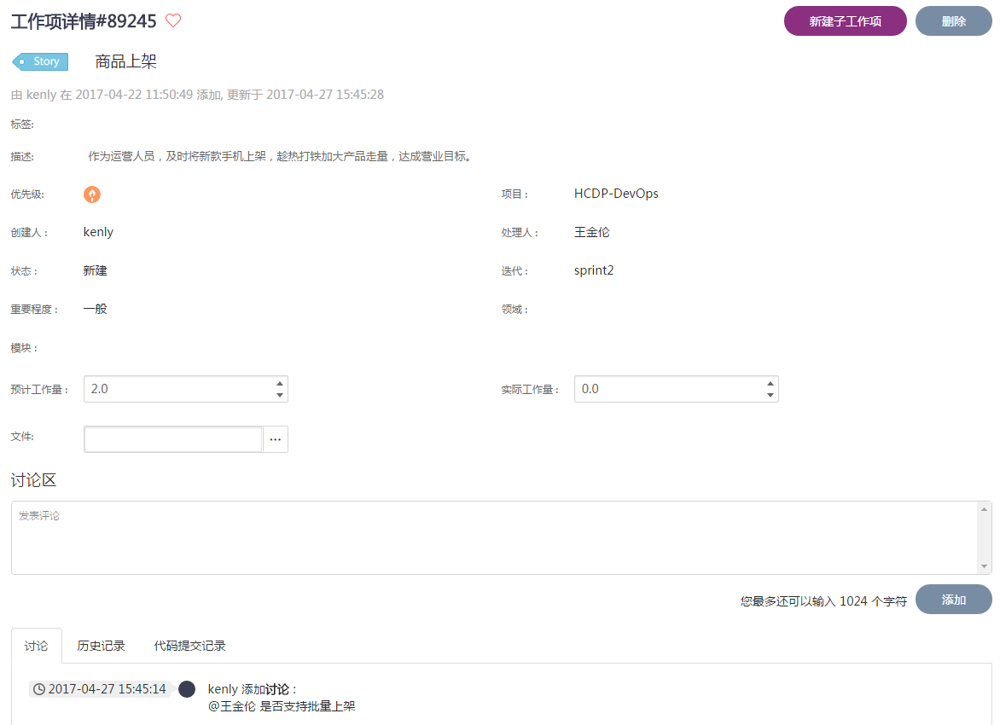 工作项详情#89245
新建子工作项
删除
Story
商品上架
由 kenly 在 2017-04-22 11:50:49 添加, 更新于 2017-04-27 15:45:28
标签:
描述: 作为运营人员，及时将新款手机上架，趁热打铁加大产品走量，达成营业目标。
优先级: 项目： HCDP-DevOps
创建人： kenly 处理人： 王金伦
状态： 新建 迭代： sprint2
重要程度： 一般 领域：
模块：
预计工作量： 2.0 实际工作量： 0.0
文件: ...
讨论区
发表评论
您最多还可以输入 1024 个字符 添加
讨论 历史记录 代码提交记录
2017-04-27 15:45:14 kenly 添加讨论：
@王金伦 是否支持批量上架